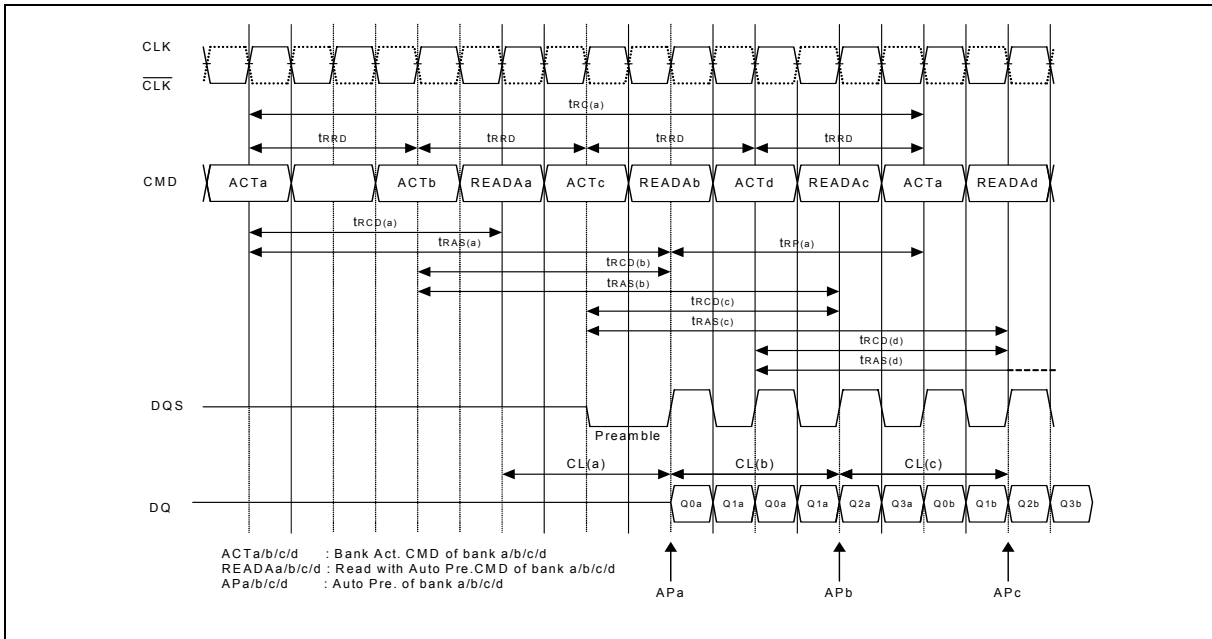 CLK
CLK
tRC(a)
tRRD tRRD tRRD tRRD
CMD ACTa ACTb READAa ACTc READAb ACTd READAc ACTa READAd
tRCD(a)
tRAS(a) tRP(a)
tRCD(b)
tRAS(b)
tRCD(c)
tRAS(c)
tRCD(d)
tRAS(d)
DQS
Preamble
CL(a) CL(b) CL(c)
DQ Q0a Q1a Q0a Q1a Q2a Q3a Q0b Q1b Q2b Q3b
ACTa/b/c/d : Bank Act. CMD of bank a/b/c/d
READAa/b/c/d : Read with Auto Pre.CMD of bank a/b/c/d
APa/b/c/d : Auto Pre. of bank a/b/c/d
APa APb APc